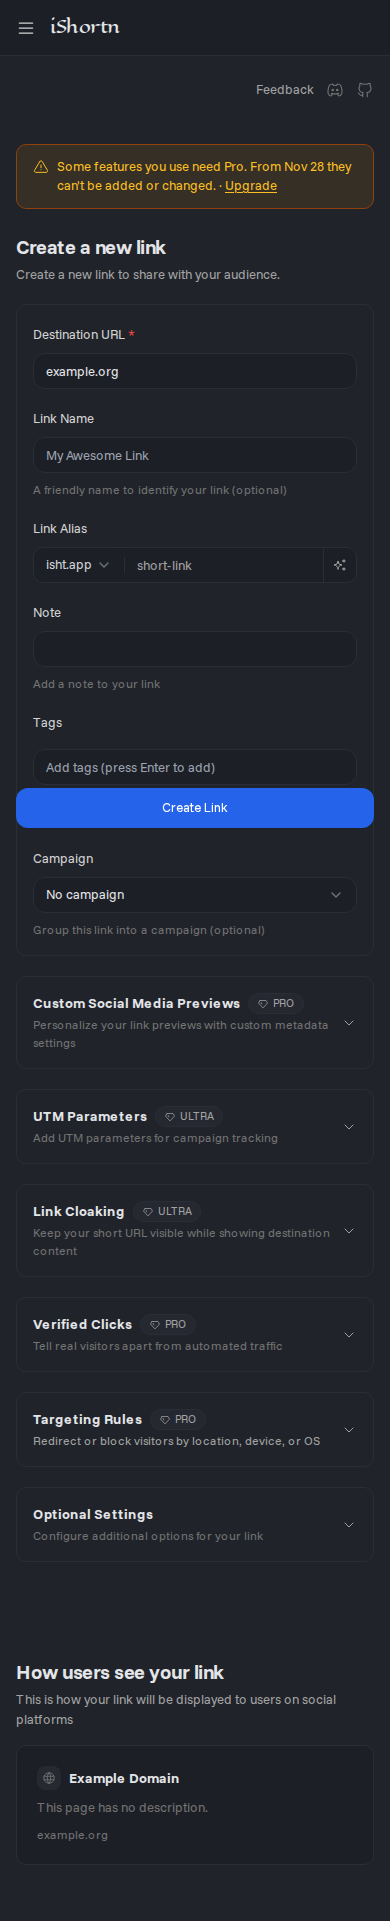 iShortn
Feedback
Some features you use need Pro. From Nov 28 they
can't be added or changed. · Upgrade
Create a new link
Create a new link to share with your audience.
Destination URL *
example.org
Link Name
My Awesome Link
A friendly name to identify your link (optional)
Link Alias
isht.app
short-link
Note
Add a note to your link
Tags
Add tags (press Enter to add)
Create Link
Campaign
No campaign
Group this link into a campaign (optional)
Custom Social Media Previews PRO
Personalize your link previews with custom metadata
settings
UTM Parameters ULTRA
Add UTM parameters for campaign tracking
Link Cloaking ULTRA
Keep your short URL visible while showing destination
content
Verified Clicks PRO
Tell real visitors apart from automated traffic
Targeting Rules PRO
Redirect or block visitors by location, device, or OS
Optional Settings
Configure additional options for your link
How users see your link
This is how your link will be displayed to users on social
platforms
Example Domain
This page has no description.
example.org